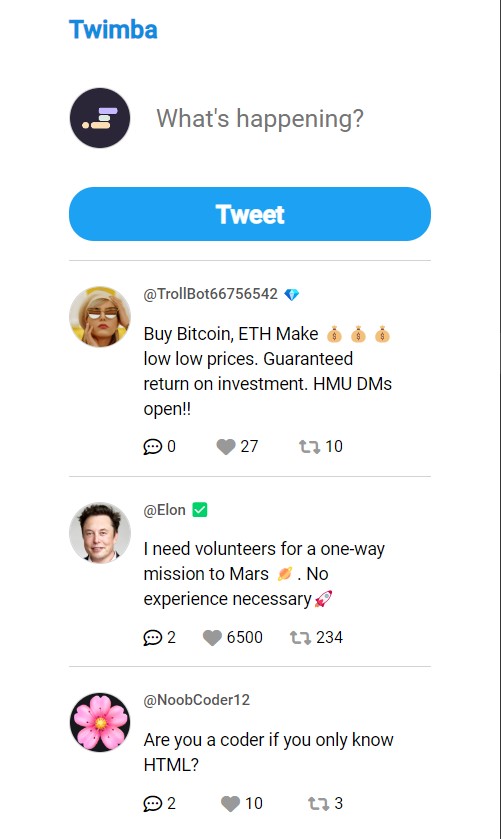 Twimba
What's happening?
Tweet
@TrollBot66756542 💎
Buy Bitcoin, ETH Make 💰 💰 💰
low low prices. Guaranteed
return on investment. HMU DMs
open!!
0 27 10
@Elon ✅
I need volunteers for a one-way
mission to Mars 🪐 . No
experience necessary🚀
2 6500 234
@NoobCoder12
Are you a coder if you only know
HTML?
2 10 3